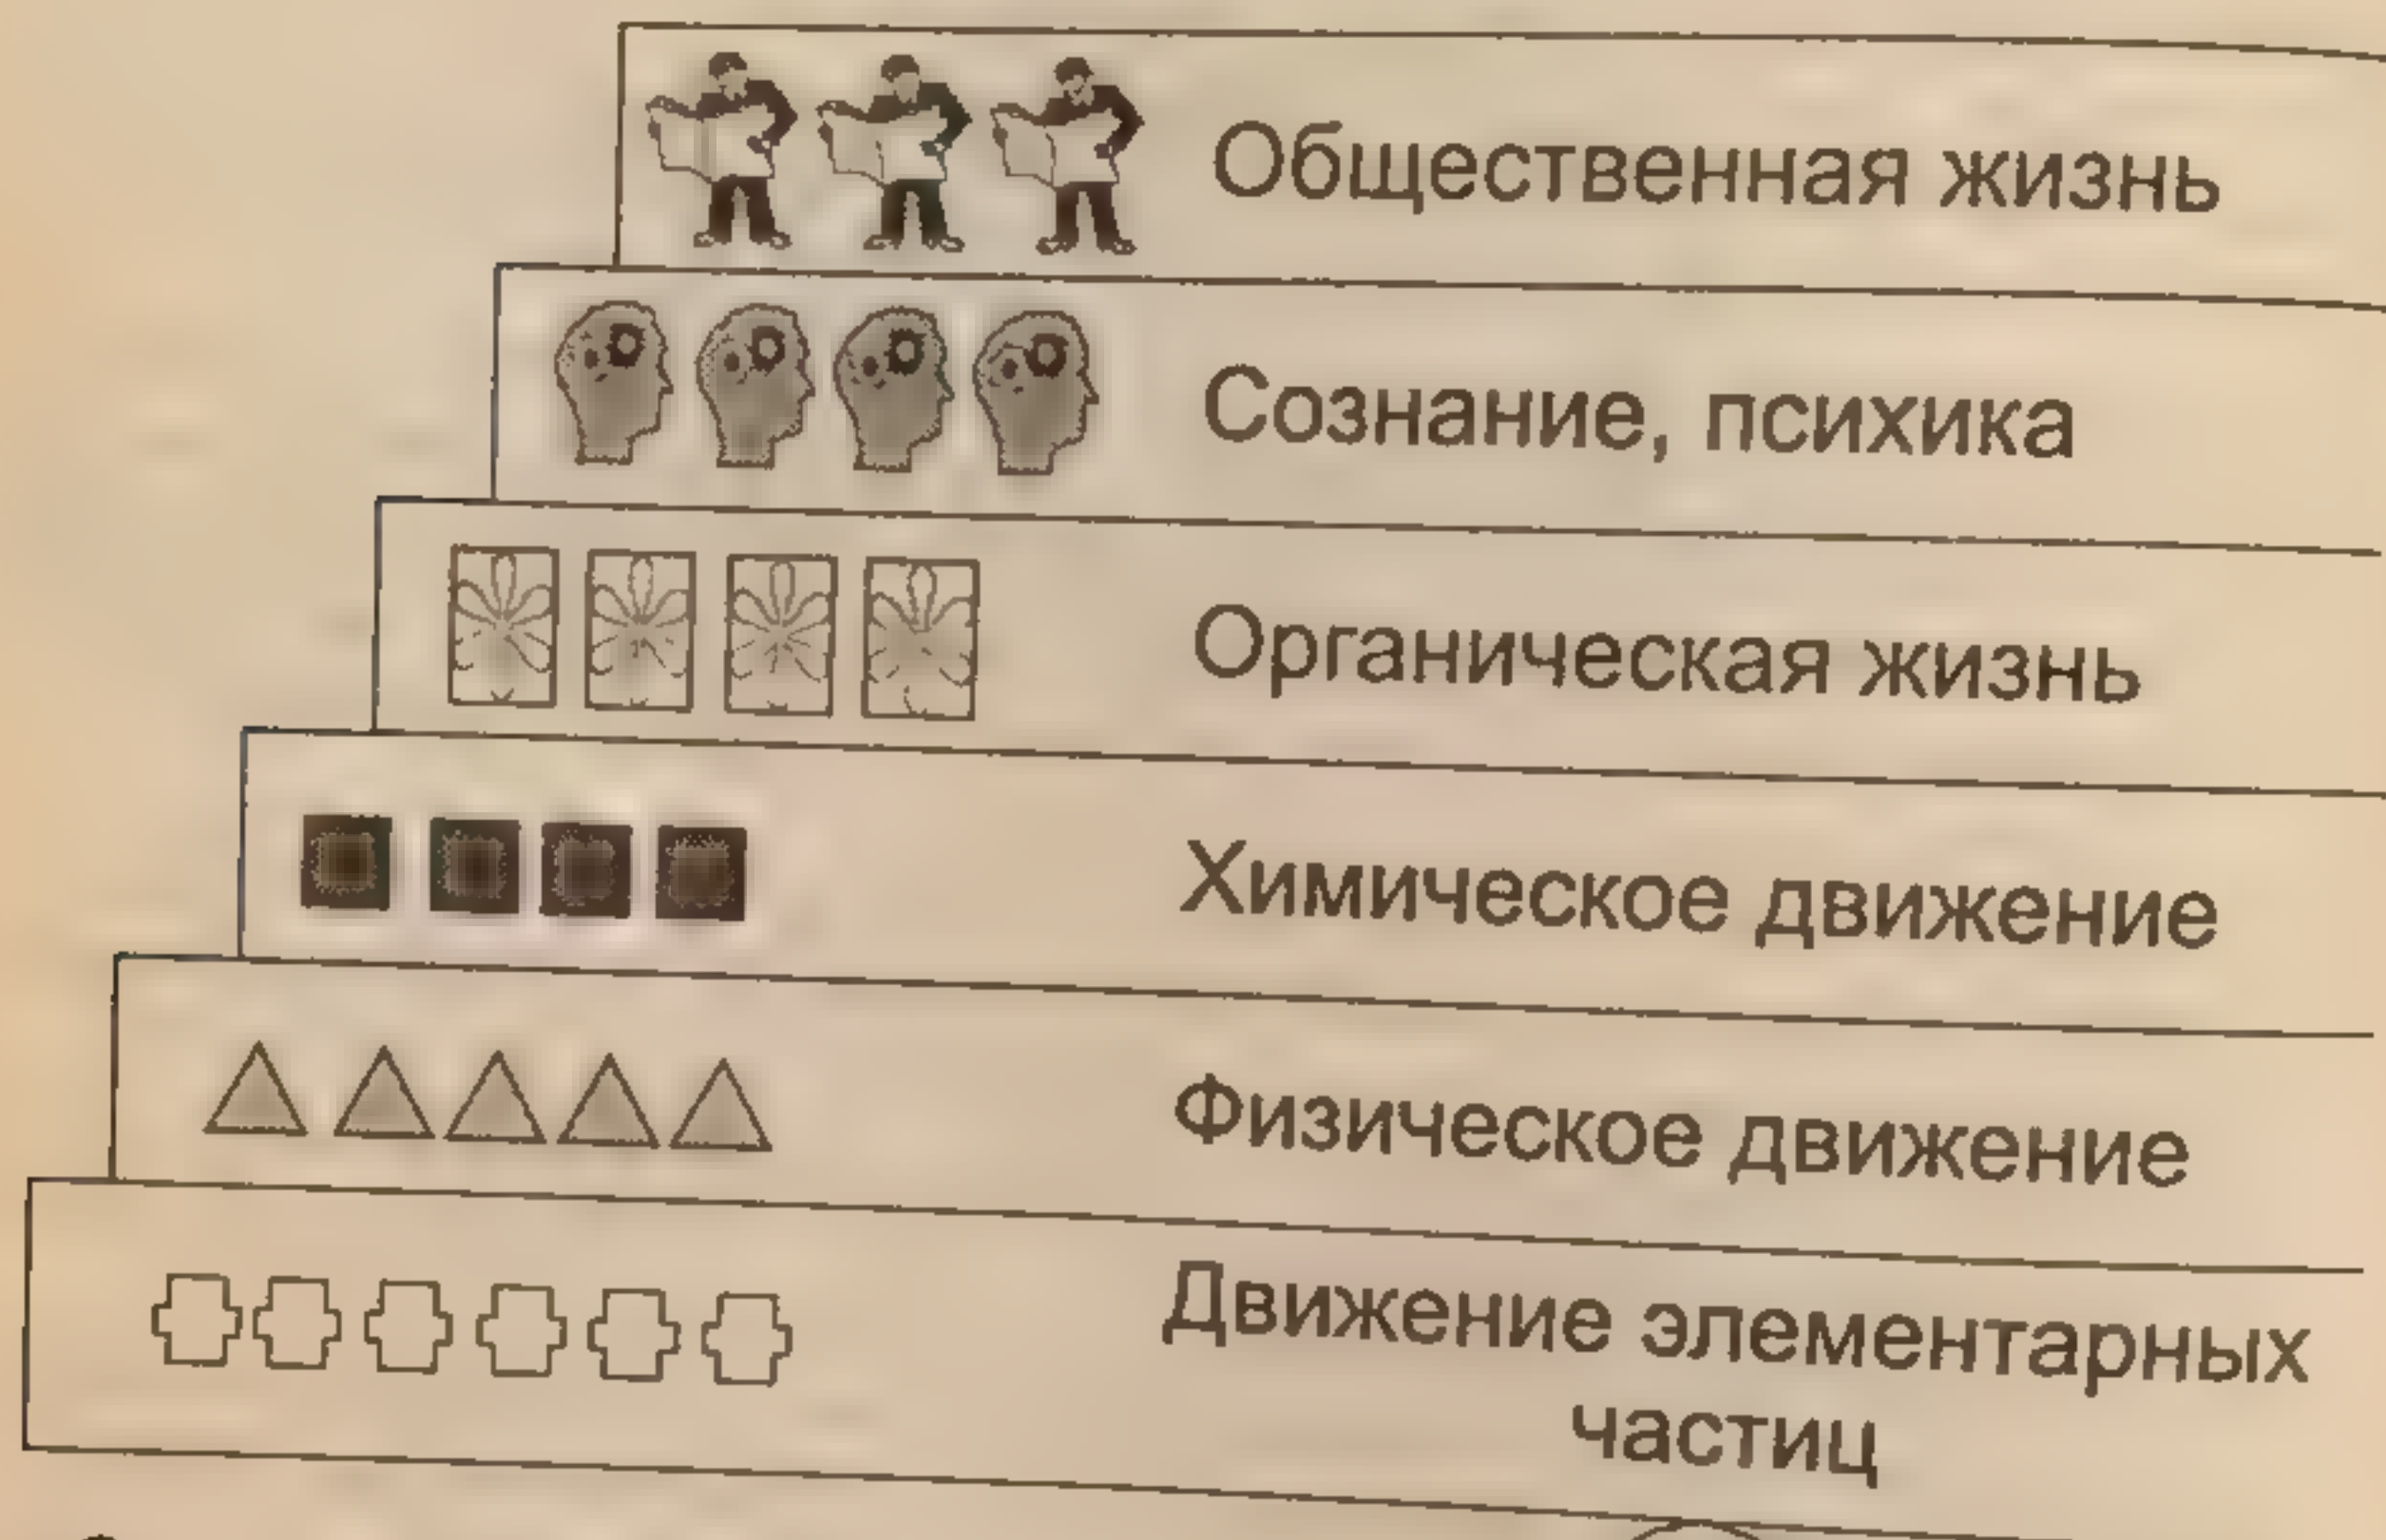 Общественная жизнь
Сознание, психика
Органическая жизнь
Химическое движение
Физическое движение
Движение элементарных
частиц